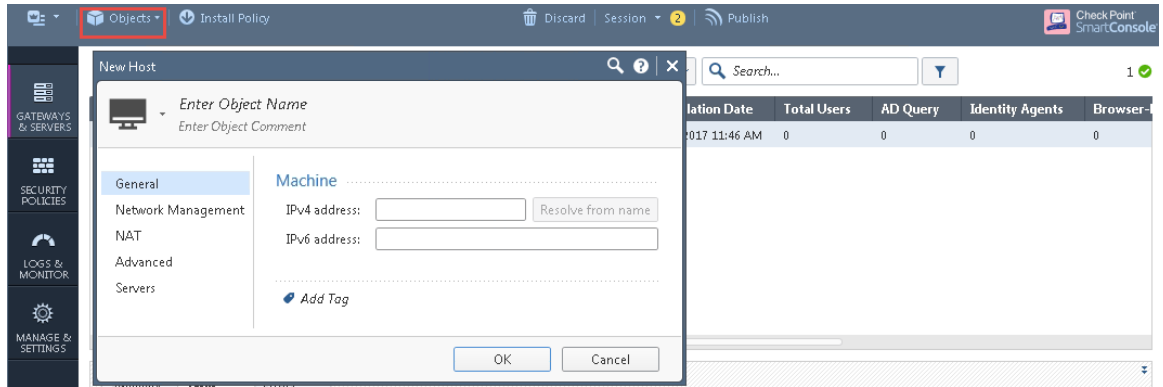 Objects Install Policy Discard Session 2 Publish Check Point SmartConsole
New Host
Search...
1
Enter Object Name
Enter Object Comment
GATEWAYS & SERVERS
lation Date Total Users AD Query Identity Agents Browser-
2017 11:46 AM 0 0 0 0
General
Network Management
NAT
Advanced
Servers
Machine
IPv4 address: Resolve from name
IPv6 address:
Add Tag
SECURITY POLICIES
LOGS & MONITOR
MANAGE & SETTINGS
OK Cancel